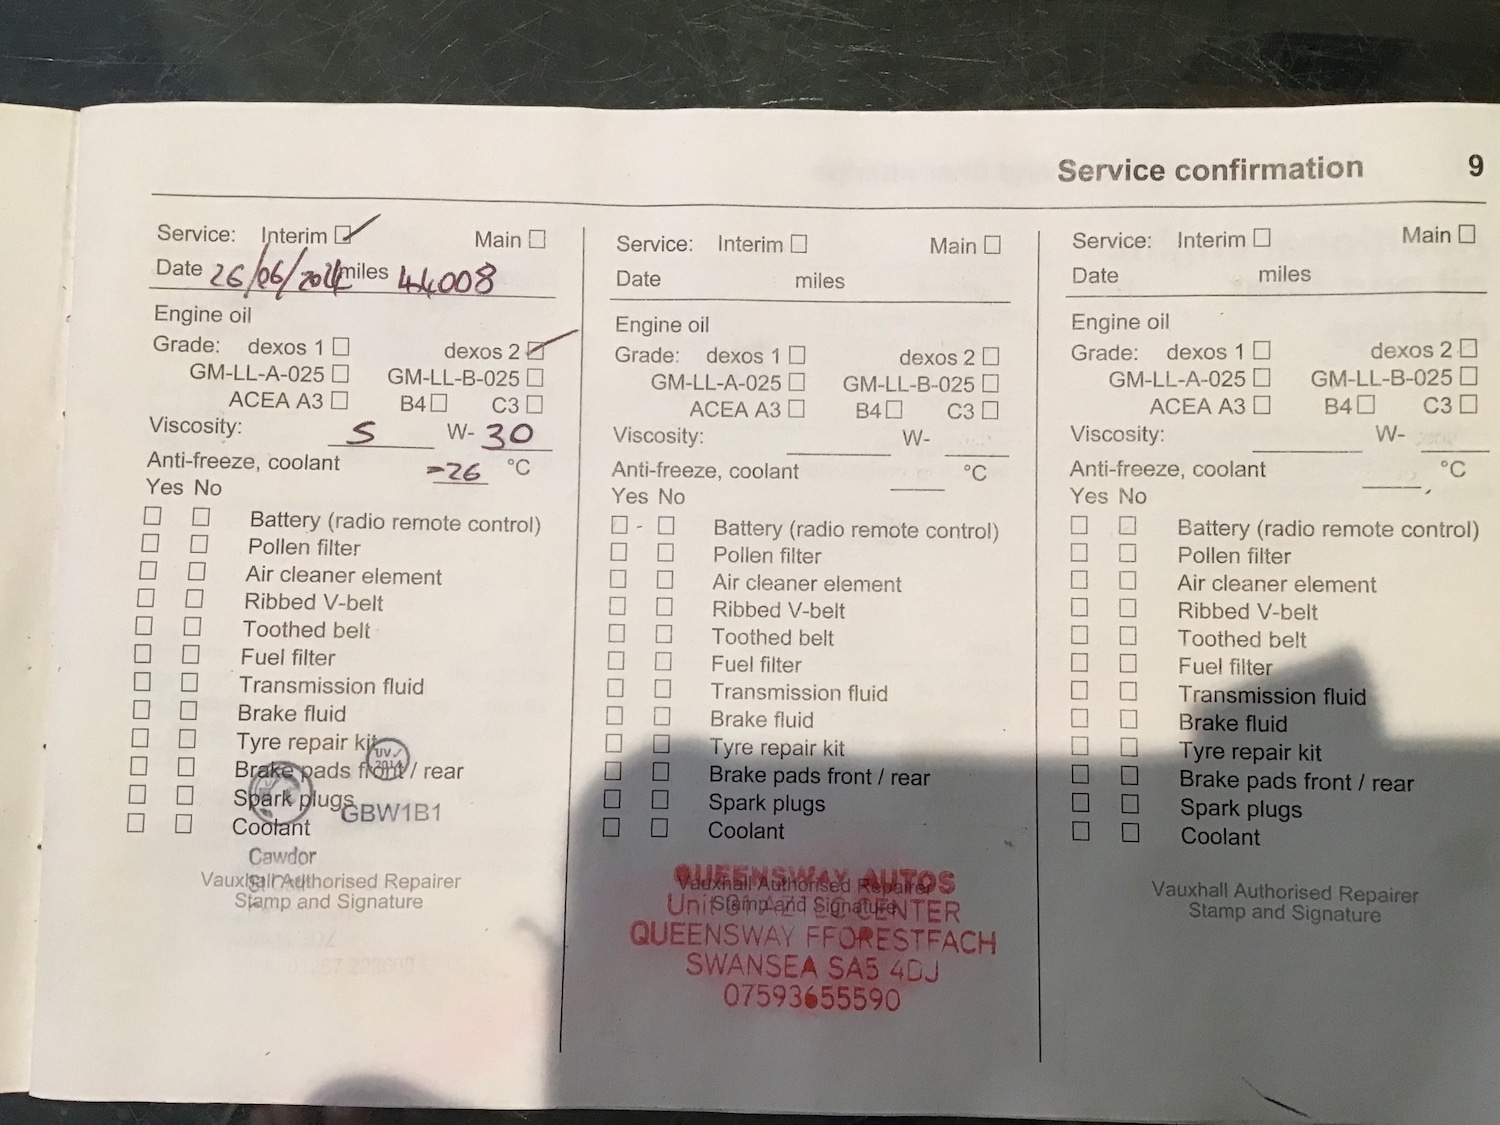 Service confirmation 9
Service: Interim Main
Date 26/06/ miles 44008
Engine oil
Grade: dexos 1 dexos 2
GM-LL-A-025 GM-LL-B-025
ACEA A3 B4 C3
Viscosity: 5 W- 30
Anti-freeze, coolant -26 °C
Yes No
Battery (radio remote control)
Pollen filter
Air cleaner element
Ribbed V-belt
Toothed belt
Fuel filter
Transmission fluid
Brake fluid
Tyre repair kit
UV
2014
Brake pads front / rear
Spark plugs
GBW1B1
Coolant
Cawdor
Vauxhall Authorised Repairer
Stamp and Signature
Service: Interim Main
Date miles
Engine oil
Grade: dexos 1 dexos 2
GM-LL-A-025 GM-LL-B-025
ACEA A3 B4 C3
Viscosity: W-
Anti-freeze, coolant °C
Yes No
Battery (radio remote control)
Pollen filter
Air cleaner element
Ribbed V-belt
Toothed belt
Fuel filter
Transmission fluid
Brake fluid
Tyre repair kit
Brake pads front / rear
Spark plugs
Coolant
QUEENSWAY AUTOS
Vauxhall Authorised Repairer
Stamp and Signature
Unit CENTER
QUEENSWAY FFORESTFACH
SWANSEA SA5 4DJ
07593655590
Service: Interim Main
Date miles
Engine oil
Grade: dexos 1 dexos 2
GM-LL-A-025 GM-LL-B-025
ACEA A3 B4 C3
Viscosity: W-
Anti-freeze, coolant °C
Yes No
Battery (radio remote control)
Pollen filter
Air cleaner element
Ribbed V-belt
Toothed belt
Fuel filter
Transmission fluid
Brake fluid
Tyre repair kit
Brake pads front / rear
Spark plugs
Coolant
Vauxhall Authorised Repairer
Stamp and Signature